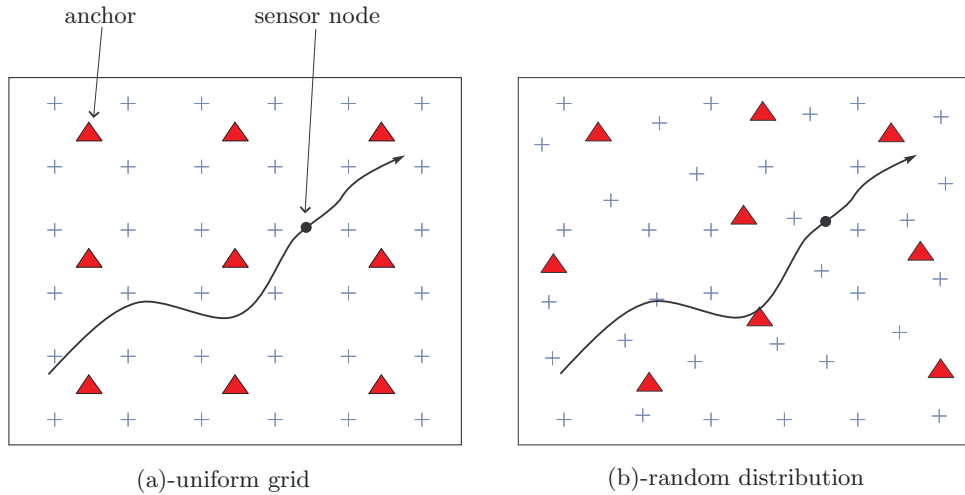 anchor
sensor node
(a)-uniform grid
(b)-random distribution